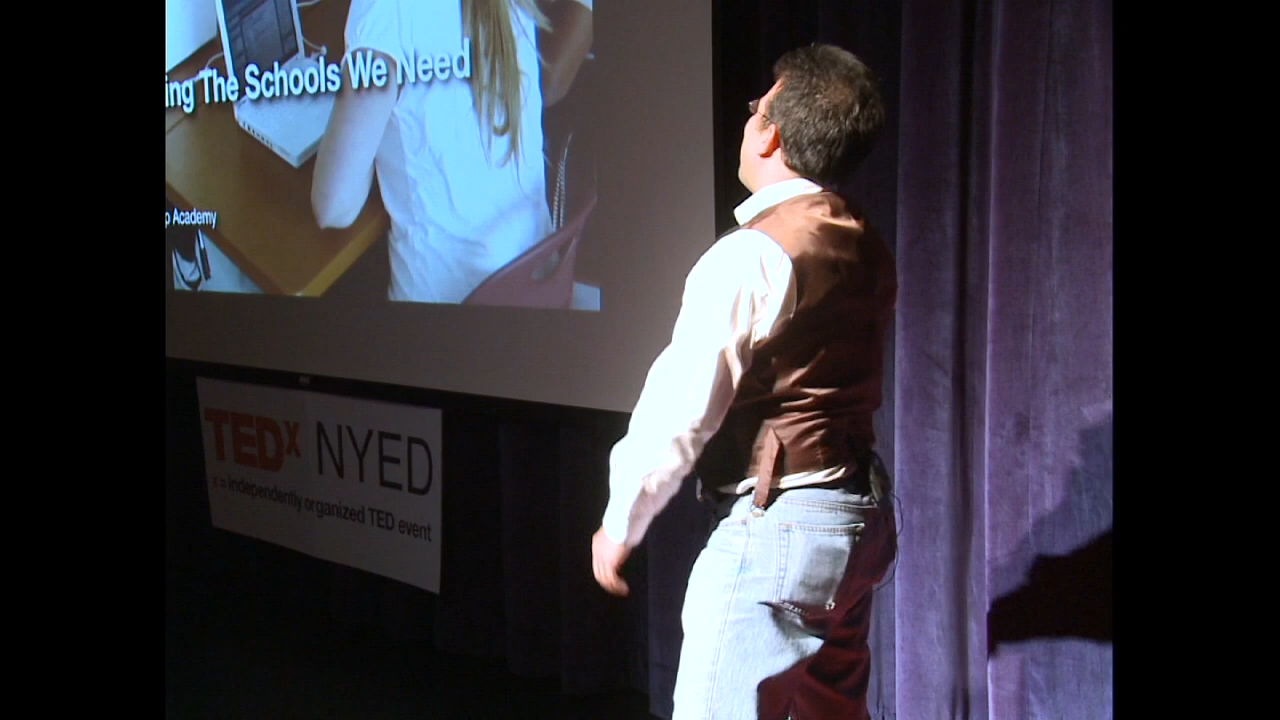 ing The Schools We Need
p Academy
TEDx NYED
x = independently organized TED event